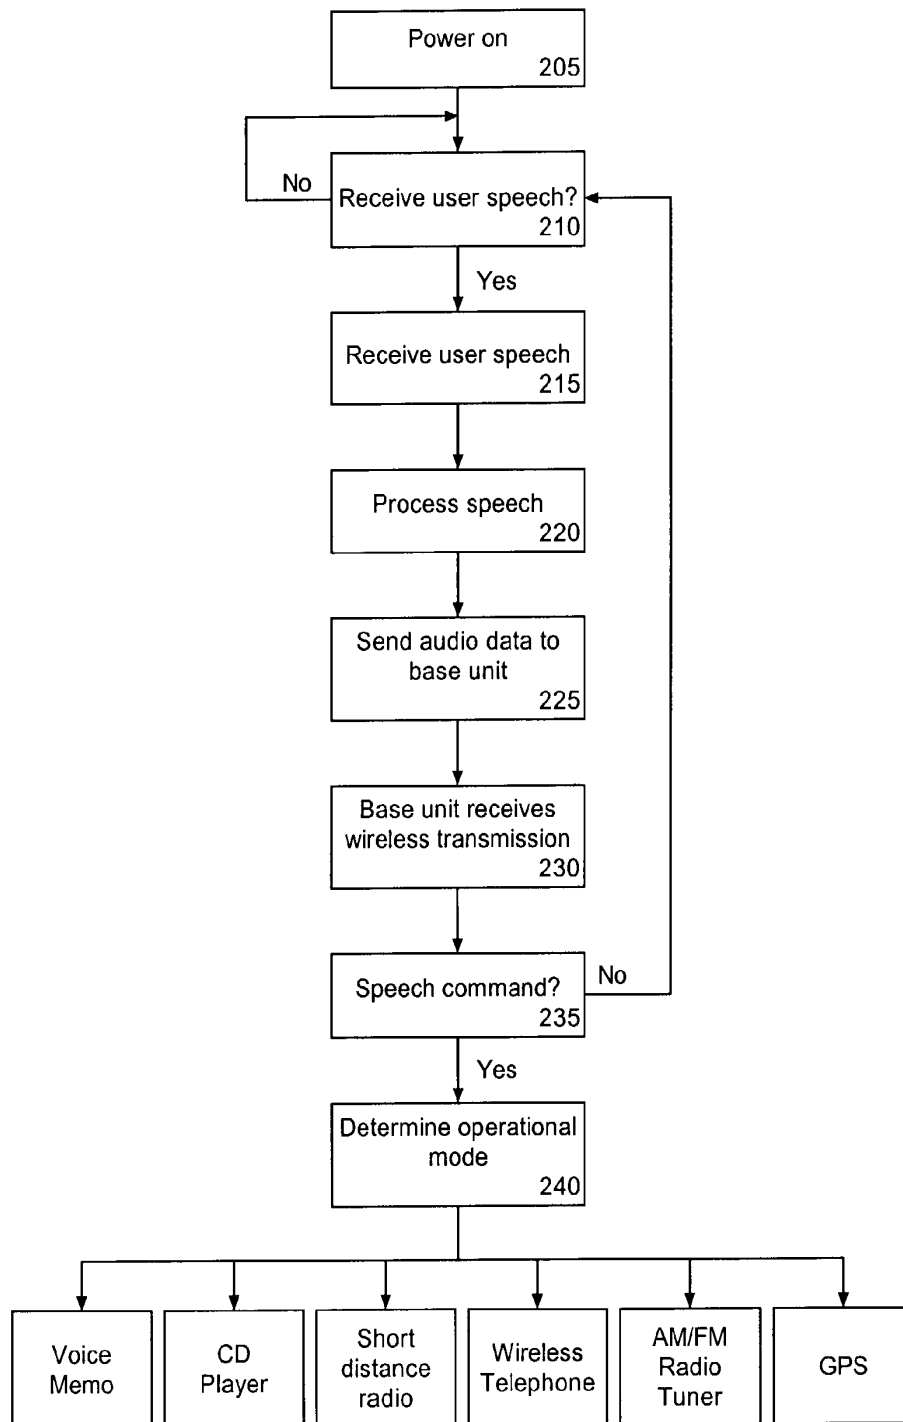 Power on
205
No
Receive user speech?
210
Yes
Receive user speech
215
Process speech
220
Send audio data to
base unit
225
Base unit receives
wireless transmission
230
Speech command?
No
235
Yes
Determine operational
mode
240
Voice
Memo
CD
Player
Short
distance
radio
Wireless
Telephone
AM/FM
Radio
Tuner
GPS